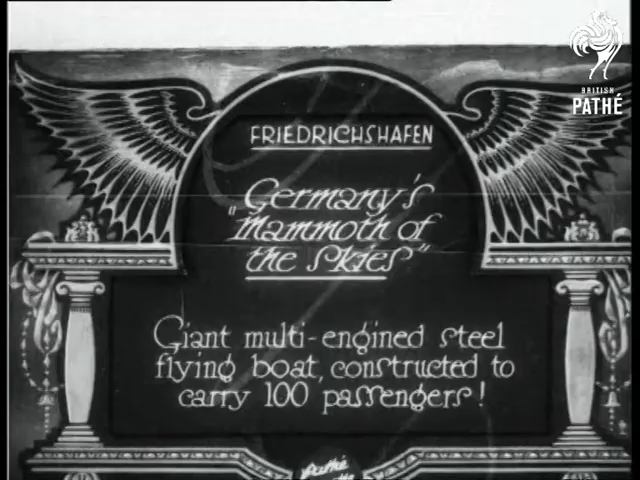 BRITISH
PATHÉ
FRIEDRICHSHAFEN
„Germany's
Mammoth of
the Skies"
Giant multi-engined steel
flying boat, constructed to
carry 100 passengers!
Pathé